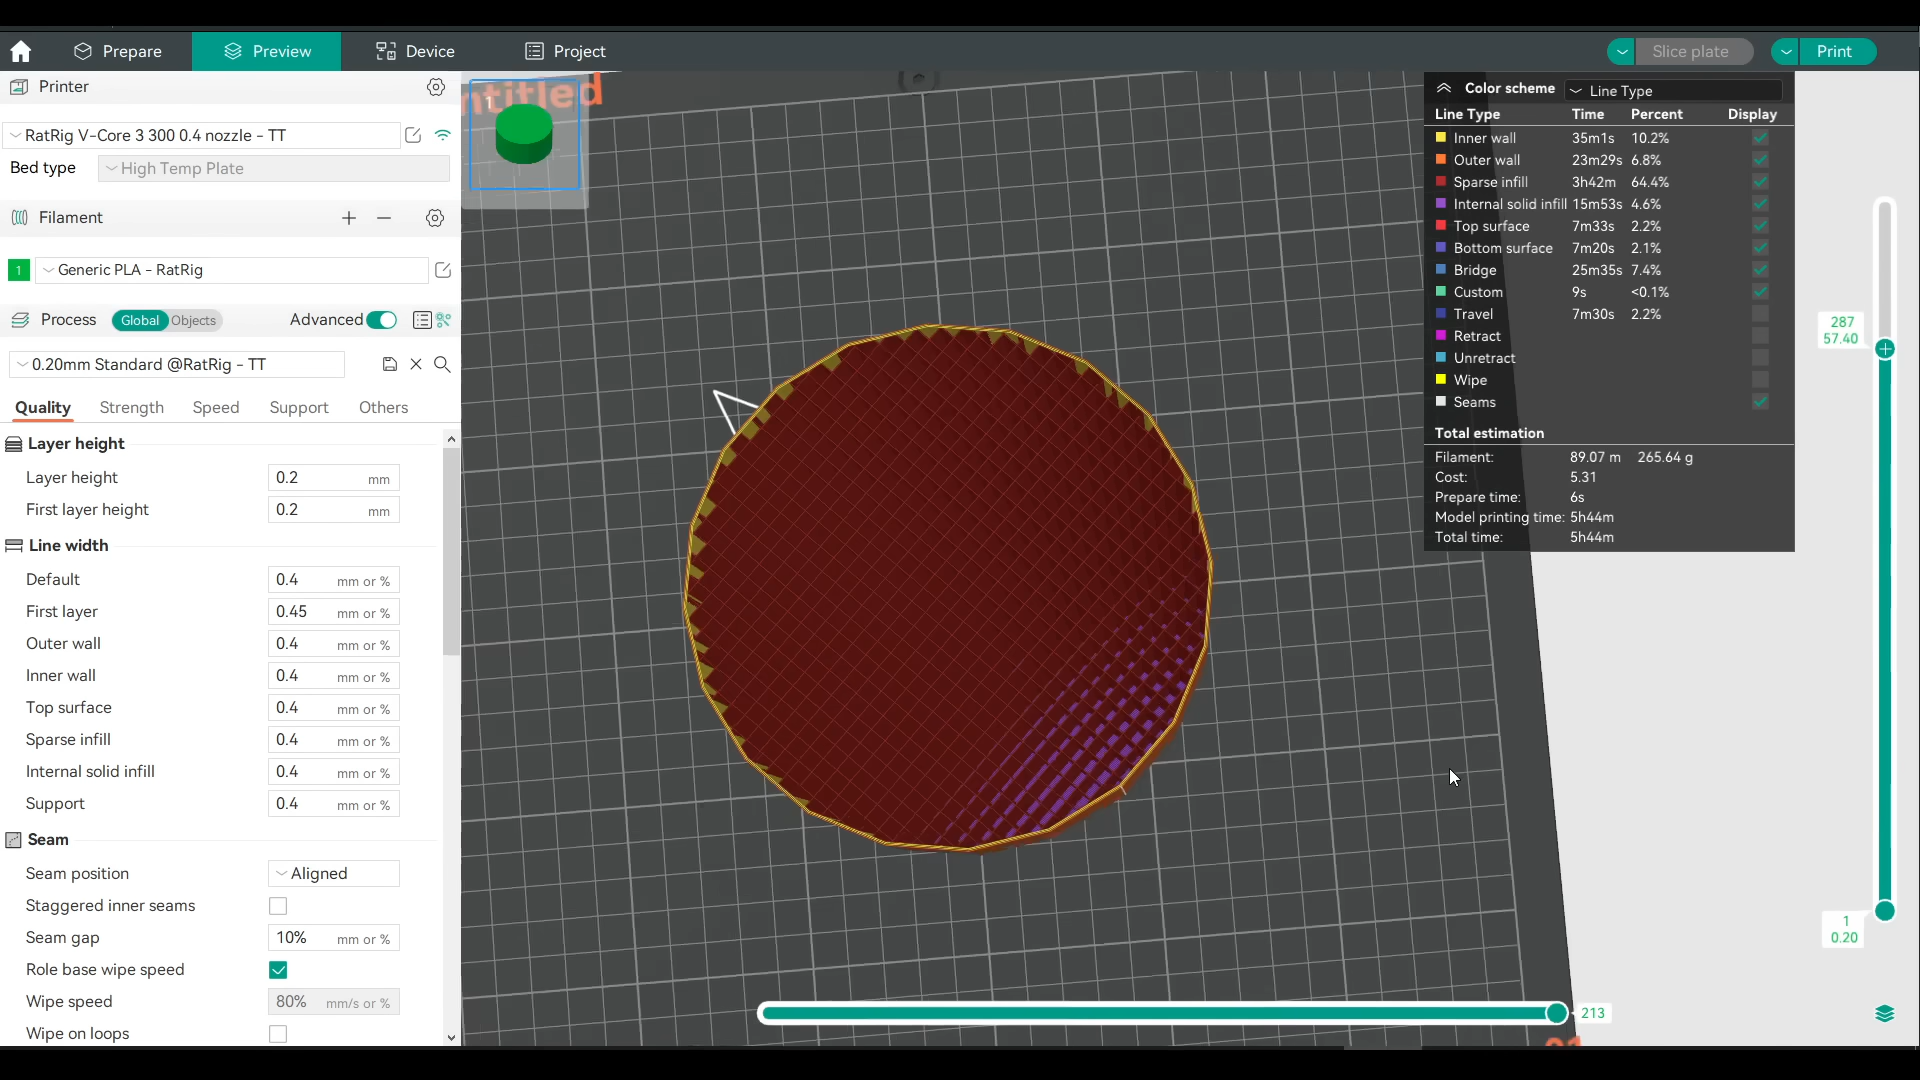 Prepare
Preview
Device
Project
Slice plate
Print
Printer
RatRig V-Core 3 300 0.4 nozzle - TT
Bed type
High Temp Plate
Filament
1
Generic PLA - RatRig
Process
Global
Objects
Advanced
0.20mm Standard @RatRig - TT
Quality
Strength
Speed
Support
Others
Layer height
Layer height 0.2 mm
First layer height 0.2 mm
Line width
Default 0.4 mm or %
First layer 0.45 mm or %
Outer wall 0.4 mm or %
Inner wall 0.4 mm or %
Top surface 0.4 mm or %
Sparse infill 0.4 mm or %
Internal solid infill 0.4 mm or %
Support 0.4 mm or %
Seam
Seam position Aligned
Staggered inner seams
Seam gap 10% mm or %
Role base wipe speed
Wipe speed 80% mm/s or %
Wipe on loops
ntitled
1
Color scheme Line Type
Line Type Time Percent Display
Inner wall 35m1s 10.2%
Outer wall 23m29s 6.8%
Sparse infill 3h42m 64.4%
Internal solid infill 15m53s 4.6%
Top surface 7m33s 2.2%
Bottom surface 7m20s 2.1%
Bridge 25m35s 7.4%
Custom 9s <0.1%
Travel 7m30s 2.2%
Retract
Unretract
Wipe
Seams
Total estimation
Filament: 89.07 m 265.64 g
Cost: 5.31
Prepare time: 6s
Model printing time: 5h44m
Total time: 5h44m
287
57.40
1
0.20
213